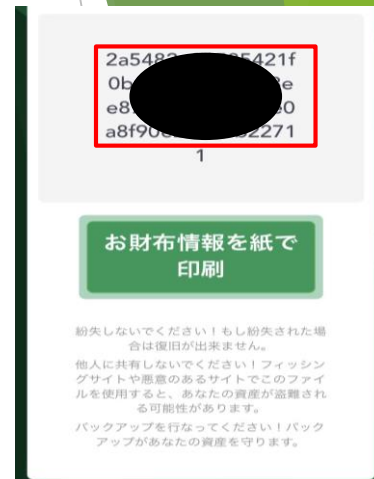 2a548
5421f
0b
e
e8
0
a8f90
2271
1
お財布情報を紙で
印刷
紛失しないでください！もし紛失された場
合は復旧が出来ません。
他人に共有しないでください！フィッシン
グサイトや悪意のあるサイトでこのファイ
ルを使用すると、あなたの資産が盗難され
る可能性があります。
バックアップを行なってください！バック
アップがあなたの資産を守ります。